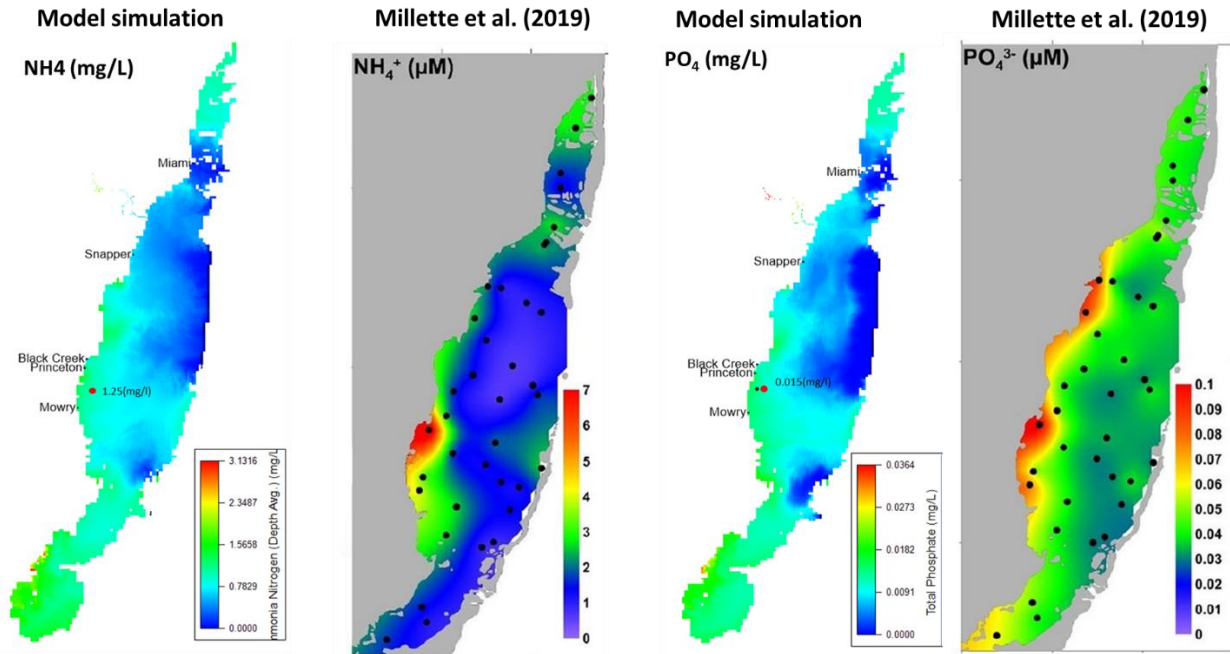 Model simulation
Millette et al. (2019)
Model simulation
Millette et al. (2019)
NH4 (mg/L)
Miami
Snapper
Black Creek
Princeton
1.25(mg/l)
Mowry
3.1316
2.3487
1.5658
0.7829
0.0000
mmonia Nitrogen (Depth Avg.) (mg/L
NH₄⁺ (µM)
7
6
5
4
3
2
1
0
PO₄ (mg/L)
Miami
Snapper
Black Creek
Princeton
0.015(mg/l)
Mowry
0.0364
0.0273
0.0182
0.0091
0.0000
Total Phosphate (mg/L)
PO₄³⁻ (µM)
0.1
0.09
0.08
0.07
0.06
0.05
0.04
0.03
0.02
0.01
0